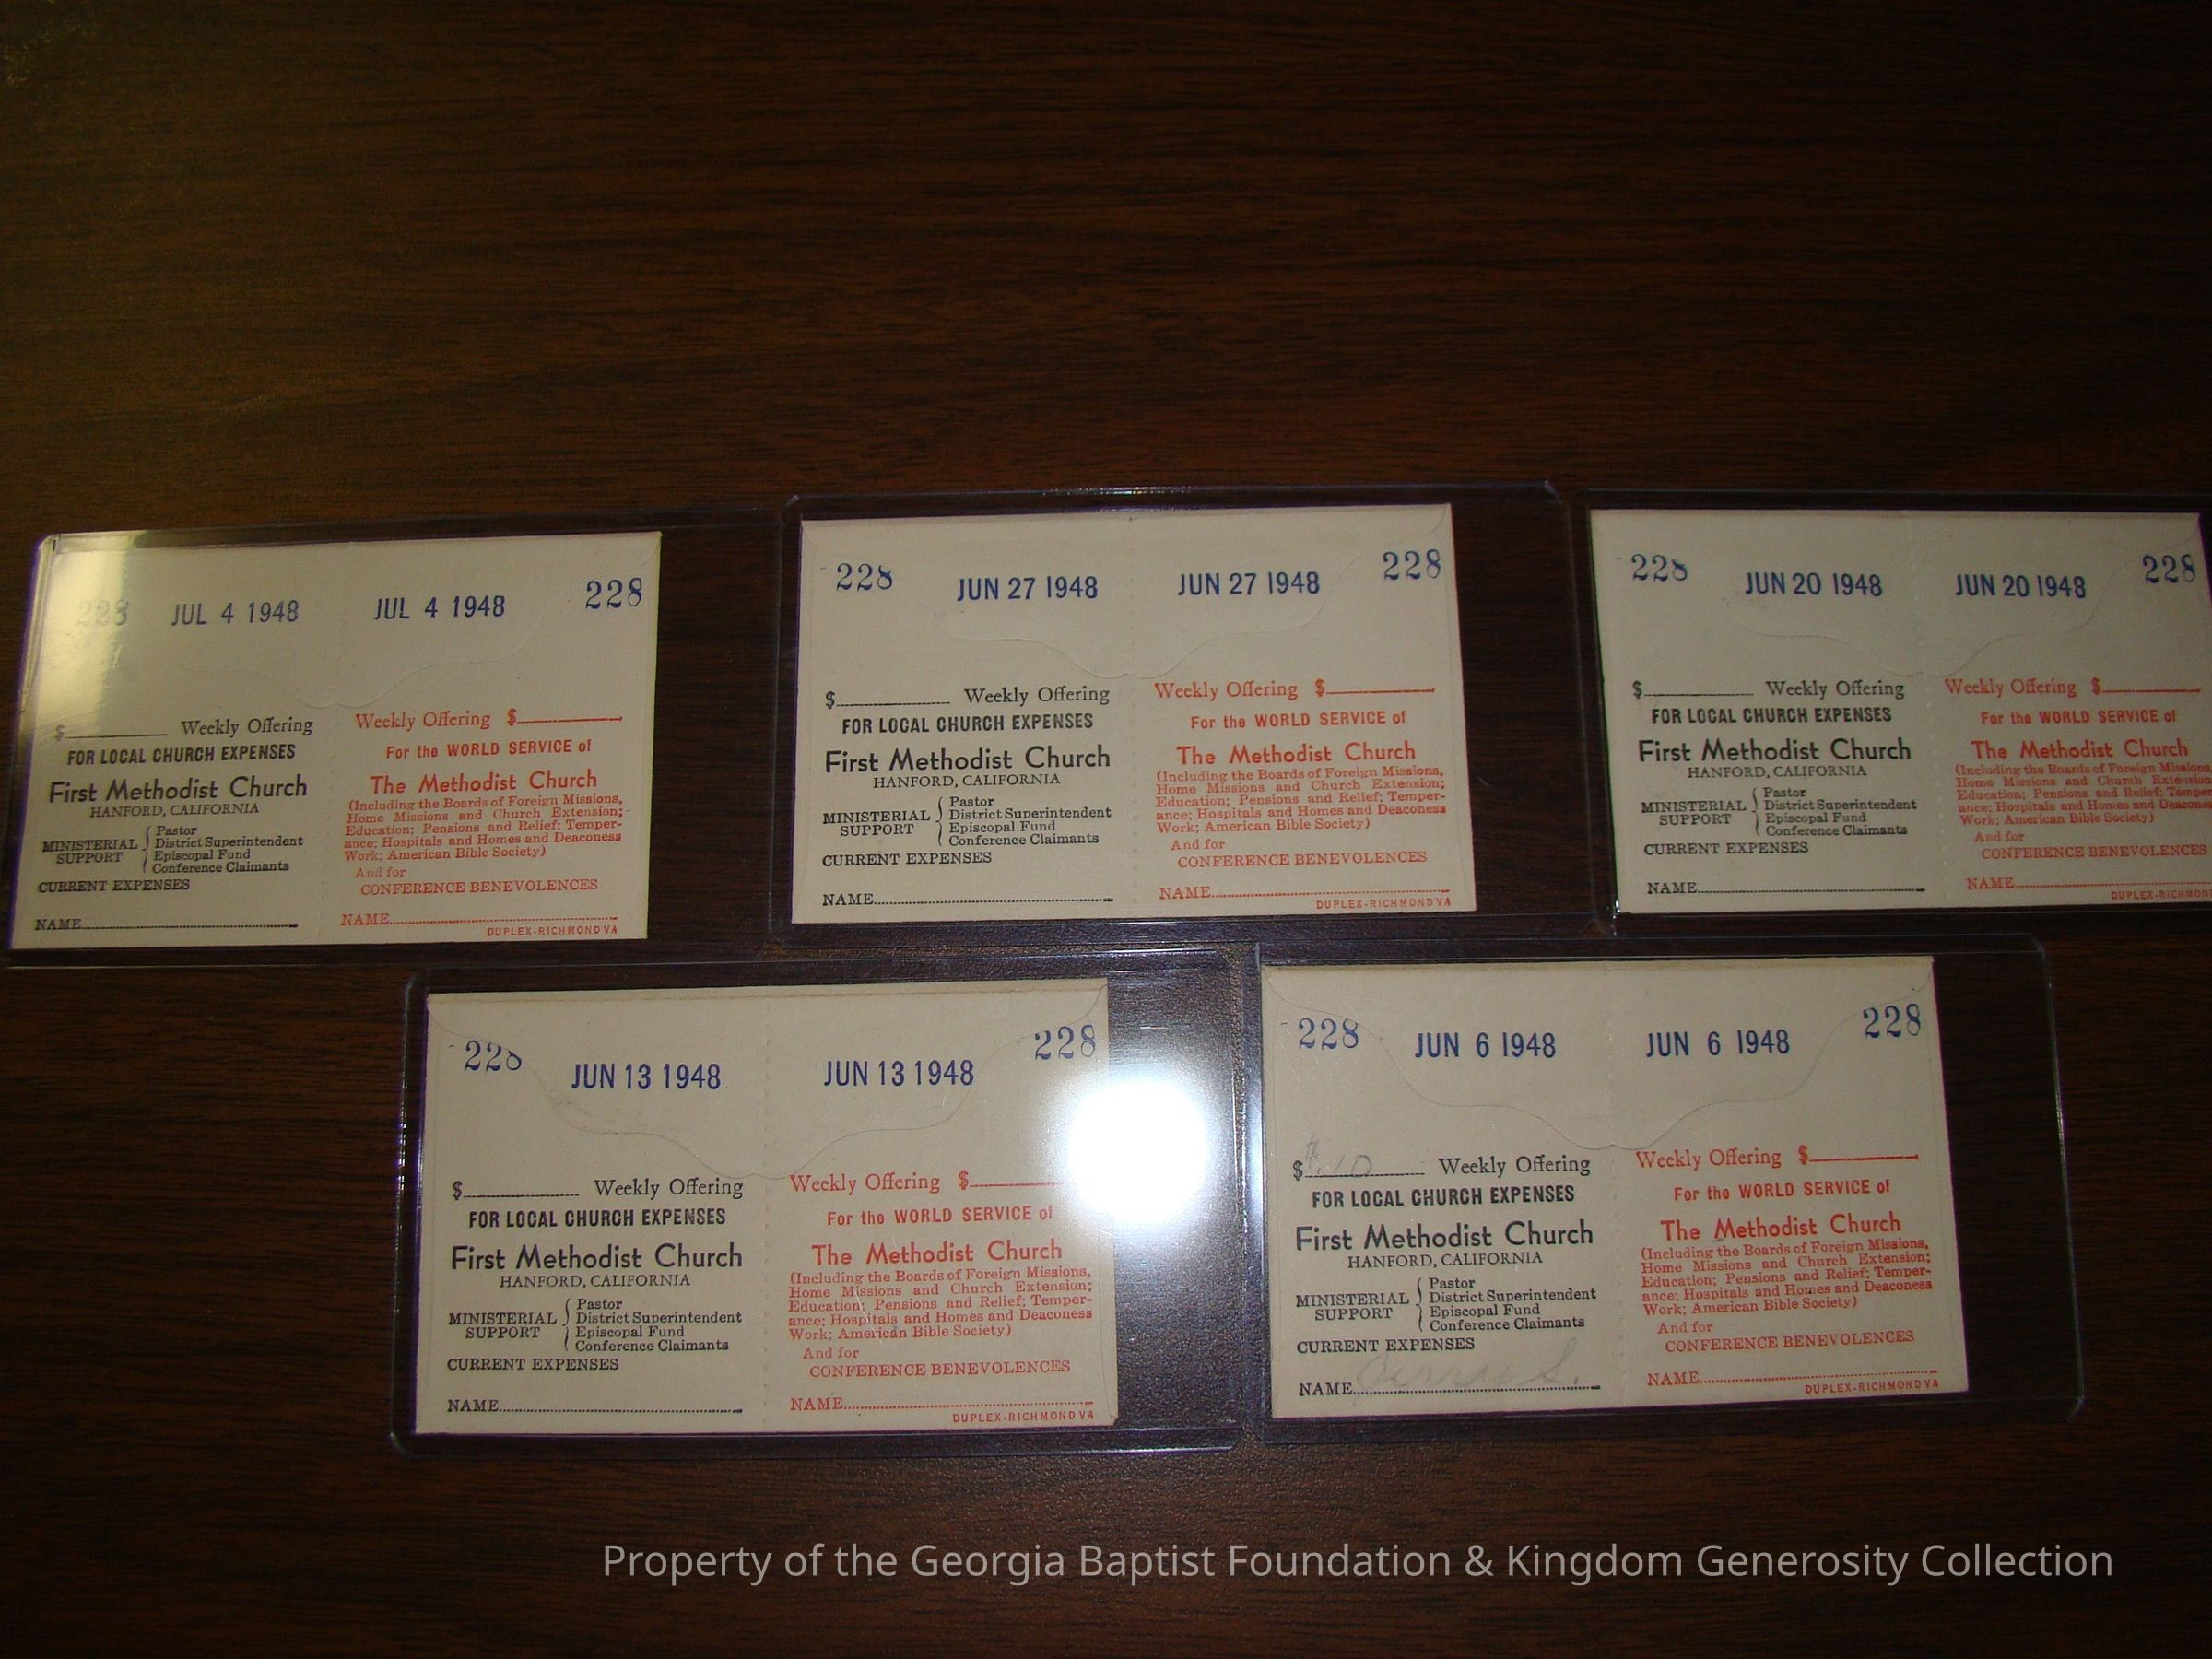 228 JUL 4 1948 JUL 4 1948 228
$ Weekly Offering
FOR LOCAL CHURCH EXPENSES
First Methodist Church
HANFORD, CALIFORNIA
MINISTERIAL SUPPORT
Pastor
District Superintendent
Episcopal Fund
Conference Claimants
CURRENT EXPENSES
NAME
Weekly Offering $
For the WORLD SERVICE of
The Methodist Church
(Including the Boards of Foreign Missions,
Home Missions and Church Extension;
Education; Pensions and Relief; Temper-
ance; Hospitals and Homes and Deaconess
Work; American Bible Society)
And for
CONFERENCE BENEVOLENCES
NAME
DUPLEX-RICHMOND VA
228 JUN 27 1948 JUN 27 1948 228
$ Weekly Offering
FOR LOCAL CHURCH EXPENSES
First Methodist Church
HANFORD, CALIFORNIA
MINISTERIAL SUPPORT
Pastor
District Superintendent
Episcopal Fund
Conference Claimants
CURRENT EXPENSES
NAME
Weekly Offering $
For the WORLD SERVICE of
The Methodist Church
(Including the Boards of Foreign Missions,
Home Missions and Church Extension;
Education; Pensions and Relief; Temper-
ance; Hospitals and Homes and Deaconess
Work; American Bible Society)
And for
CONFERENCE BENEVOLENCES
NAME
DUPLEX-RICHMOND VA
228 JUN 20 1948 JUN 20 1948 228
$ Weekly Offering
FOR LOCAL CHURCH EXPENSES
First Methodist Church
HANFORD, CALIFORNIA
MINISTERIAL SUPPORT
Pastor
District Superintendent
Episcopal Fund
Conference Claimants
CURRENT EXPENSES
NAME
Weekly Offering $
For the WORLD SERVICE of
The Methodist Church
(Including the Boards of Foreign Missions,
Home Missions and Church Extension
Education; Pensions and Relief; Temper
ance; Hospitals and Homes and Deacone
Work; American Bible Society)
And for
CONFERENCE BENEVOLENCES
NAME
DUPLEX-RICHMOND
228 JUN 13 1948 JUN 13 1948 228
$ Weekly Offering
FOR LOCAL CHURCH EXPENSES
First Methodist Church
HANFORD, CALIFORNIA
MINISTERIAL SUPPORT
Pastor
District Superintendent
Episcopal Fund
Conference Claimants
CURRENT EXPENSES
NAME
Weekly Offering $
For the WORLD SERVICE of
The Methodist Church
(Including the Boards of Foreign Missions,
Home Missions and Church Extension;
Education; Pensions and Relief; Temper-
ance; Hospitals and Homes and Deaconess
Work; American Bible Society)
And for
CONFERENCE BENEVOLENCES
NAME
DUPLEX-RICHMOND VA
228 JUN 6 1948 JUN 6 1948 228
$ .10 Weekly Offering
FOR LOCAL CHURCH EXPENSES
First Methodist Church
HANFORD, CALIFORNIA
MINISTERIAL SUPPORT
Pastor
District Superintendent
Episcopal Fund
Conference Claimants
CURRENT EXPENSES
NAME
Weekly Offering $
For the WORLD SERVICE of
The Methodist Church
(Including the Boards of Foreign Missions,
Home Missions and Church Extension;
Education; Pensions and Relief; Temper-
ance; Hospitals and Homes and Deaconess
Work; American Bible Society)
And for
CONFERENCE BENEVOLENCES
NAME
DUPLEX-RICHMOND VA
Property of the Georgia Baptist Foundation & Kingdom Generosity Collection